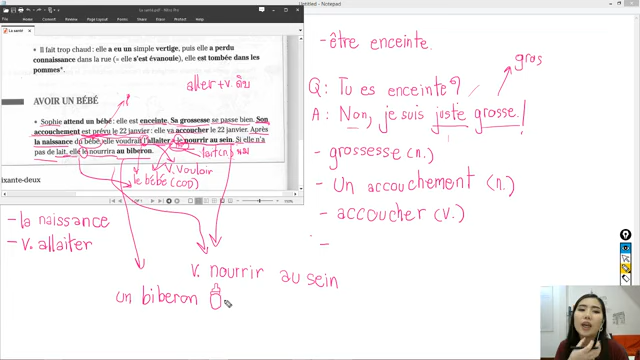 Untitled - Notepad
La santé
• Il fait trop chaud : elle a eu un simple vertige, puis elle a perdu
connaissance dans la rue (= elle s'est évanouie), elle est tombée dans les
pommes*.
aller + v.
AVOIR UN BÉBÉ
Sophie attend un bébé : elle est enceinte. Sa grossesse se passe bien. Son
accouchement est prévu le 22 janvier : elle va accoucher le 22 janvier. Après
la naissance du bébé, elle voudrait l'allaiter : le nourrir au sein. Si elle n'a
pas de lait, elle le nourrira au biberon.
v. vouloir
le bébé (COD)
ixante-deux
- la naissance
- v. allaiter
v. nourrir au sein
un biberon
- être enceinte.
gros
Q: Tu es enceinte ?
A: Non, je suis juste grosse !
- grossesse (n.)
- Un accouchement (n.)
- accoucher (v.)
-